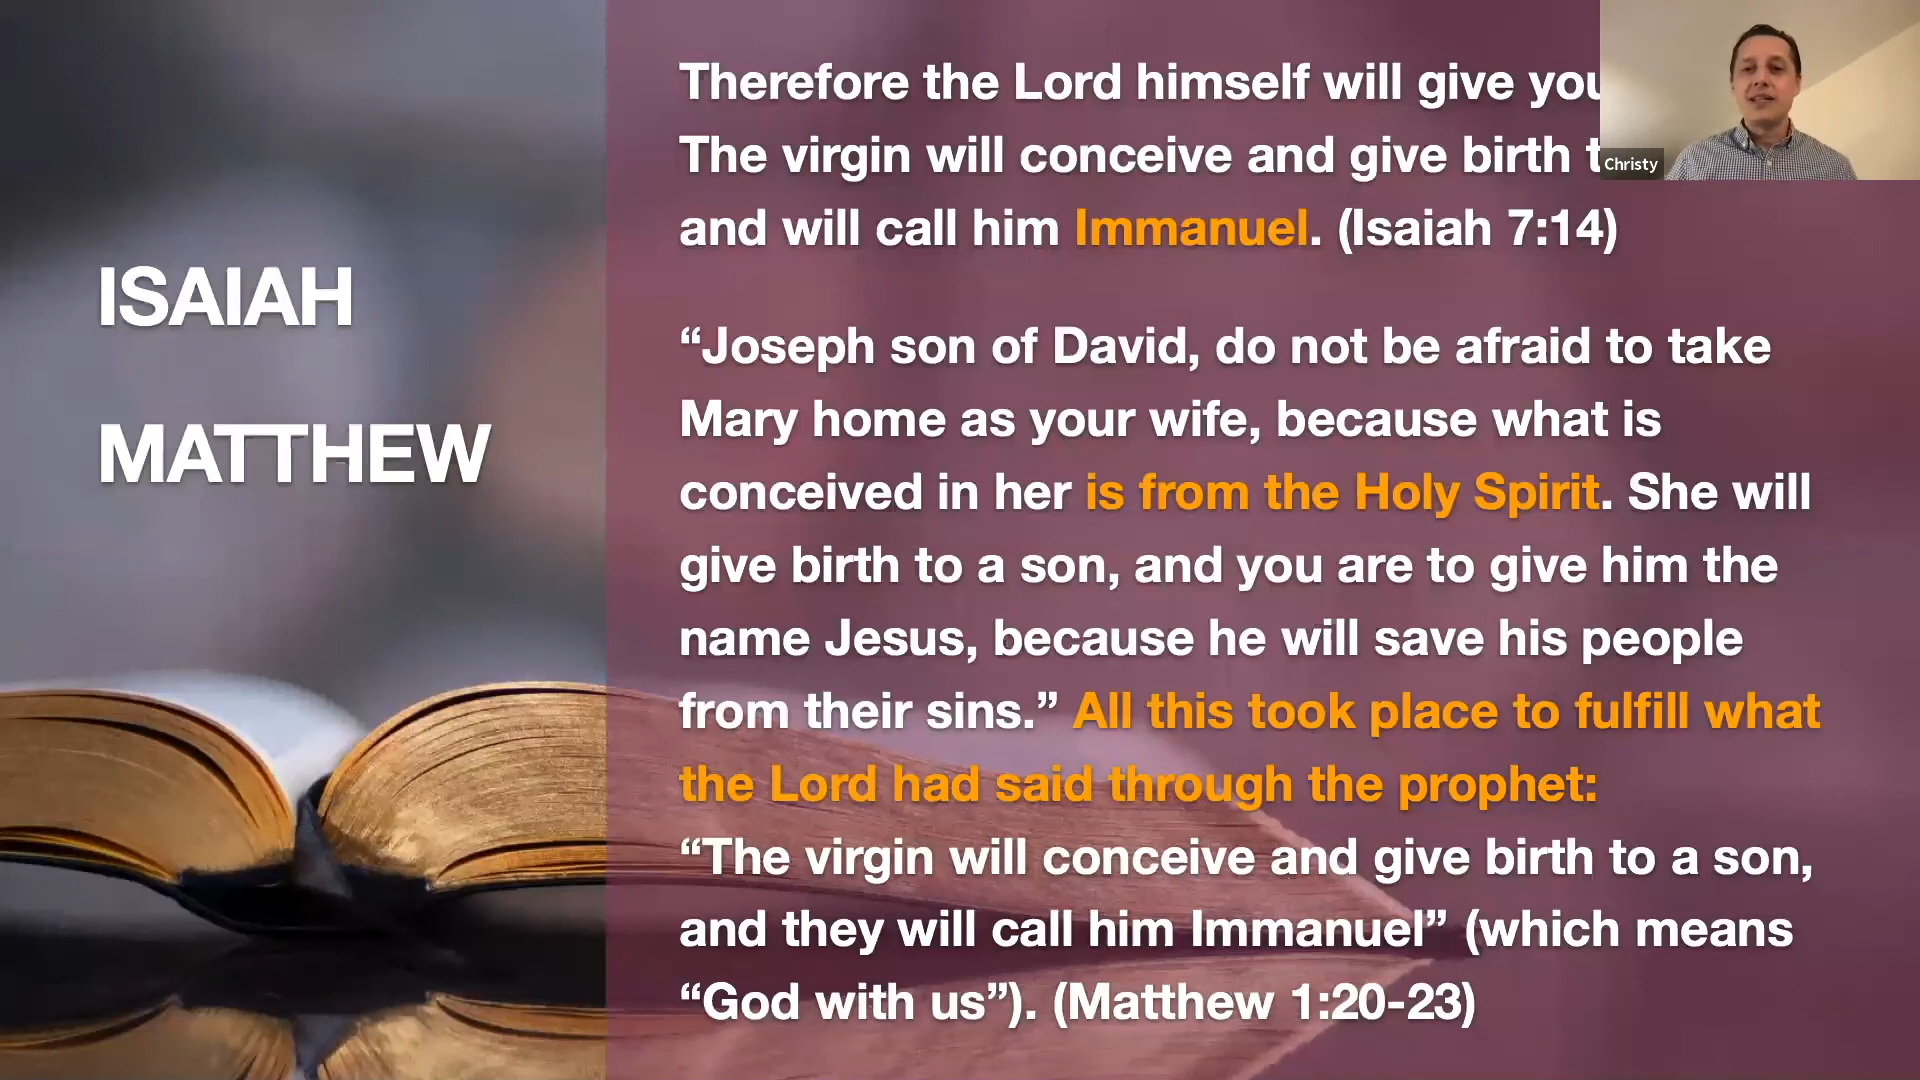 ISAIAH
MATTHEW
Therefore the Lord himself will give you
The virgin will conceive and give birth
and will call him Immanuel. (Isaiah 7:14)
“Joseph son of David, do not be afraid to take
Mary home as your wife, because what is
conceived in her is from the Holy Spirit. She will
give birth to a son, and you are to give him the
name Jesus, because he will save his people
from their sins.” All this took place to fulfill what
the Lord had said through the prophet:
“The virgin will conceive and give birth to a son,
and they will call him Immanuel” (which means
“God with us”). (Matthew 1:20-23)
Christy